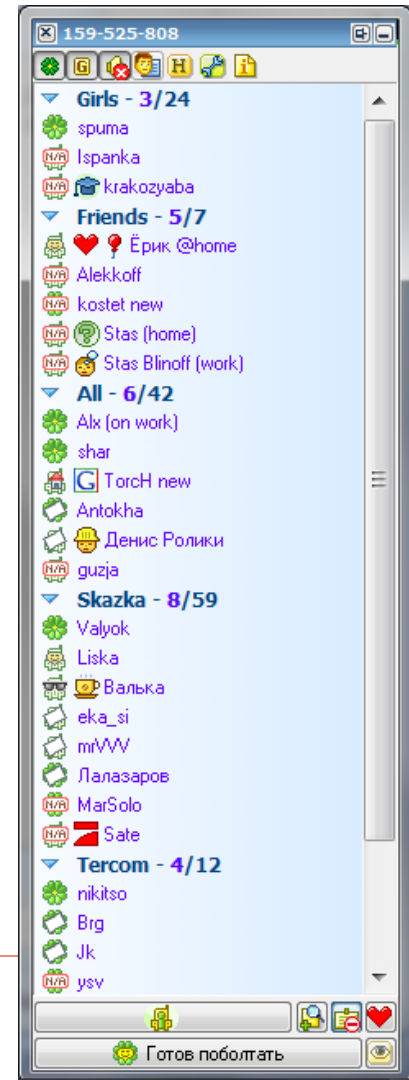 159-525-808
G H i
Girls - 3/24
spuma
N/A Ispanka
N/A krakozyaba
Friends - 5/7
Ёрик @home
N/A Alekkoff
N/A kostet new
N/A ? Stas (home)
N/A Stas Blinoff (work)
All - 6/42
Alx (on work)
shar
G TorcH new
Antokha
Денис Ролики
N/A guzja
Skazka - 8/59
Valyok
Liska
Валька
eka_si
mrVVV
Лалазаров
N/A MarSolo
N/A Sate
Tercom - 4/12
nikitso
Brg
Jk
N/A ysv
Готов поболтать